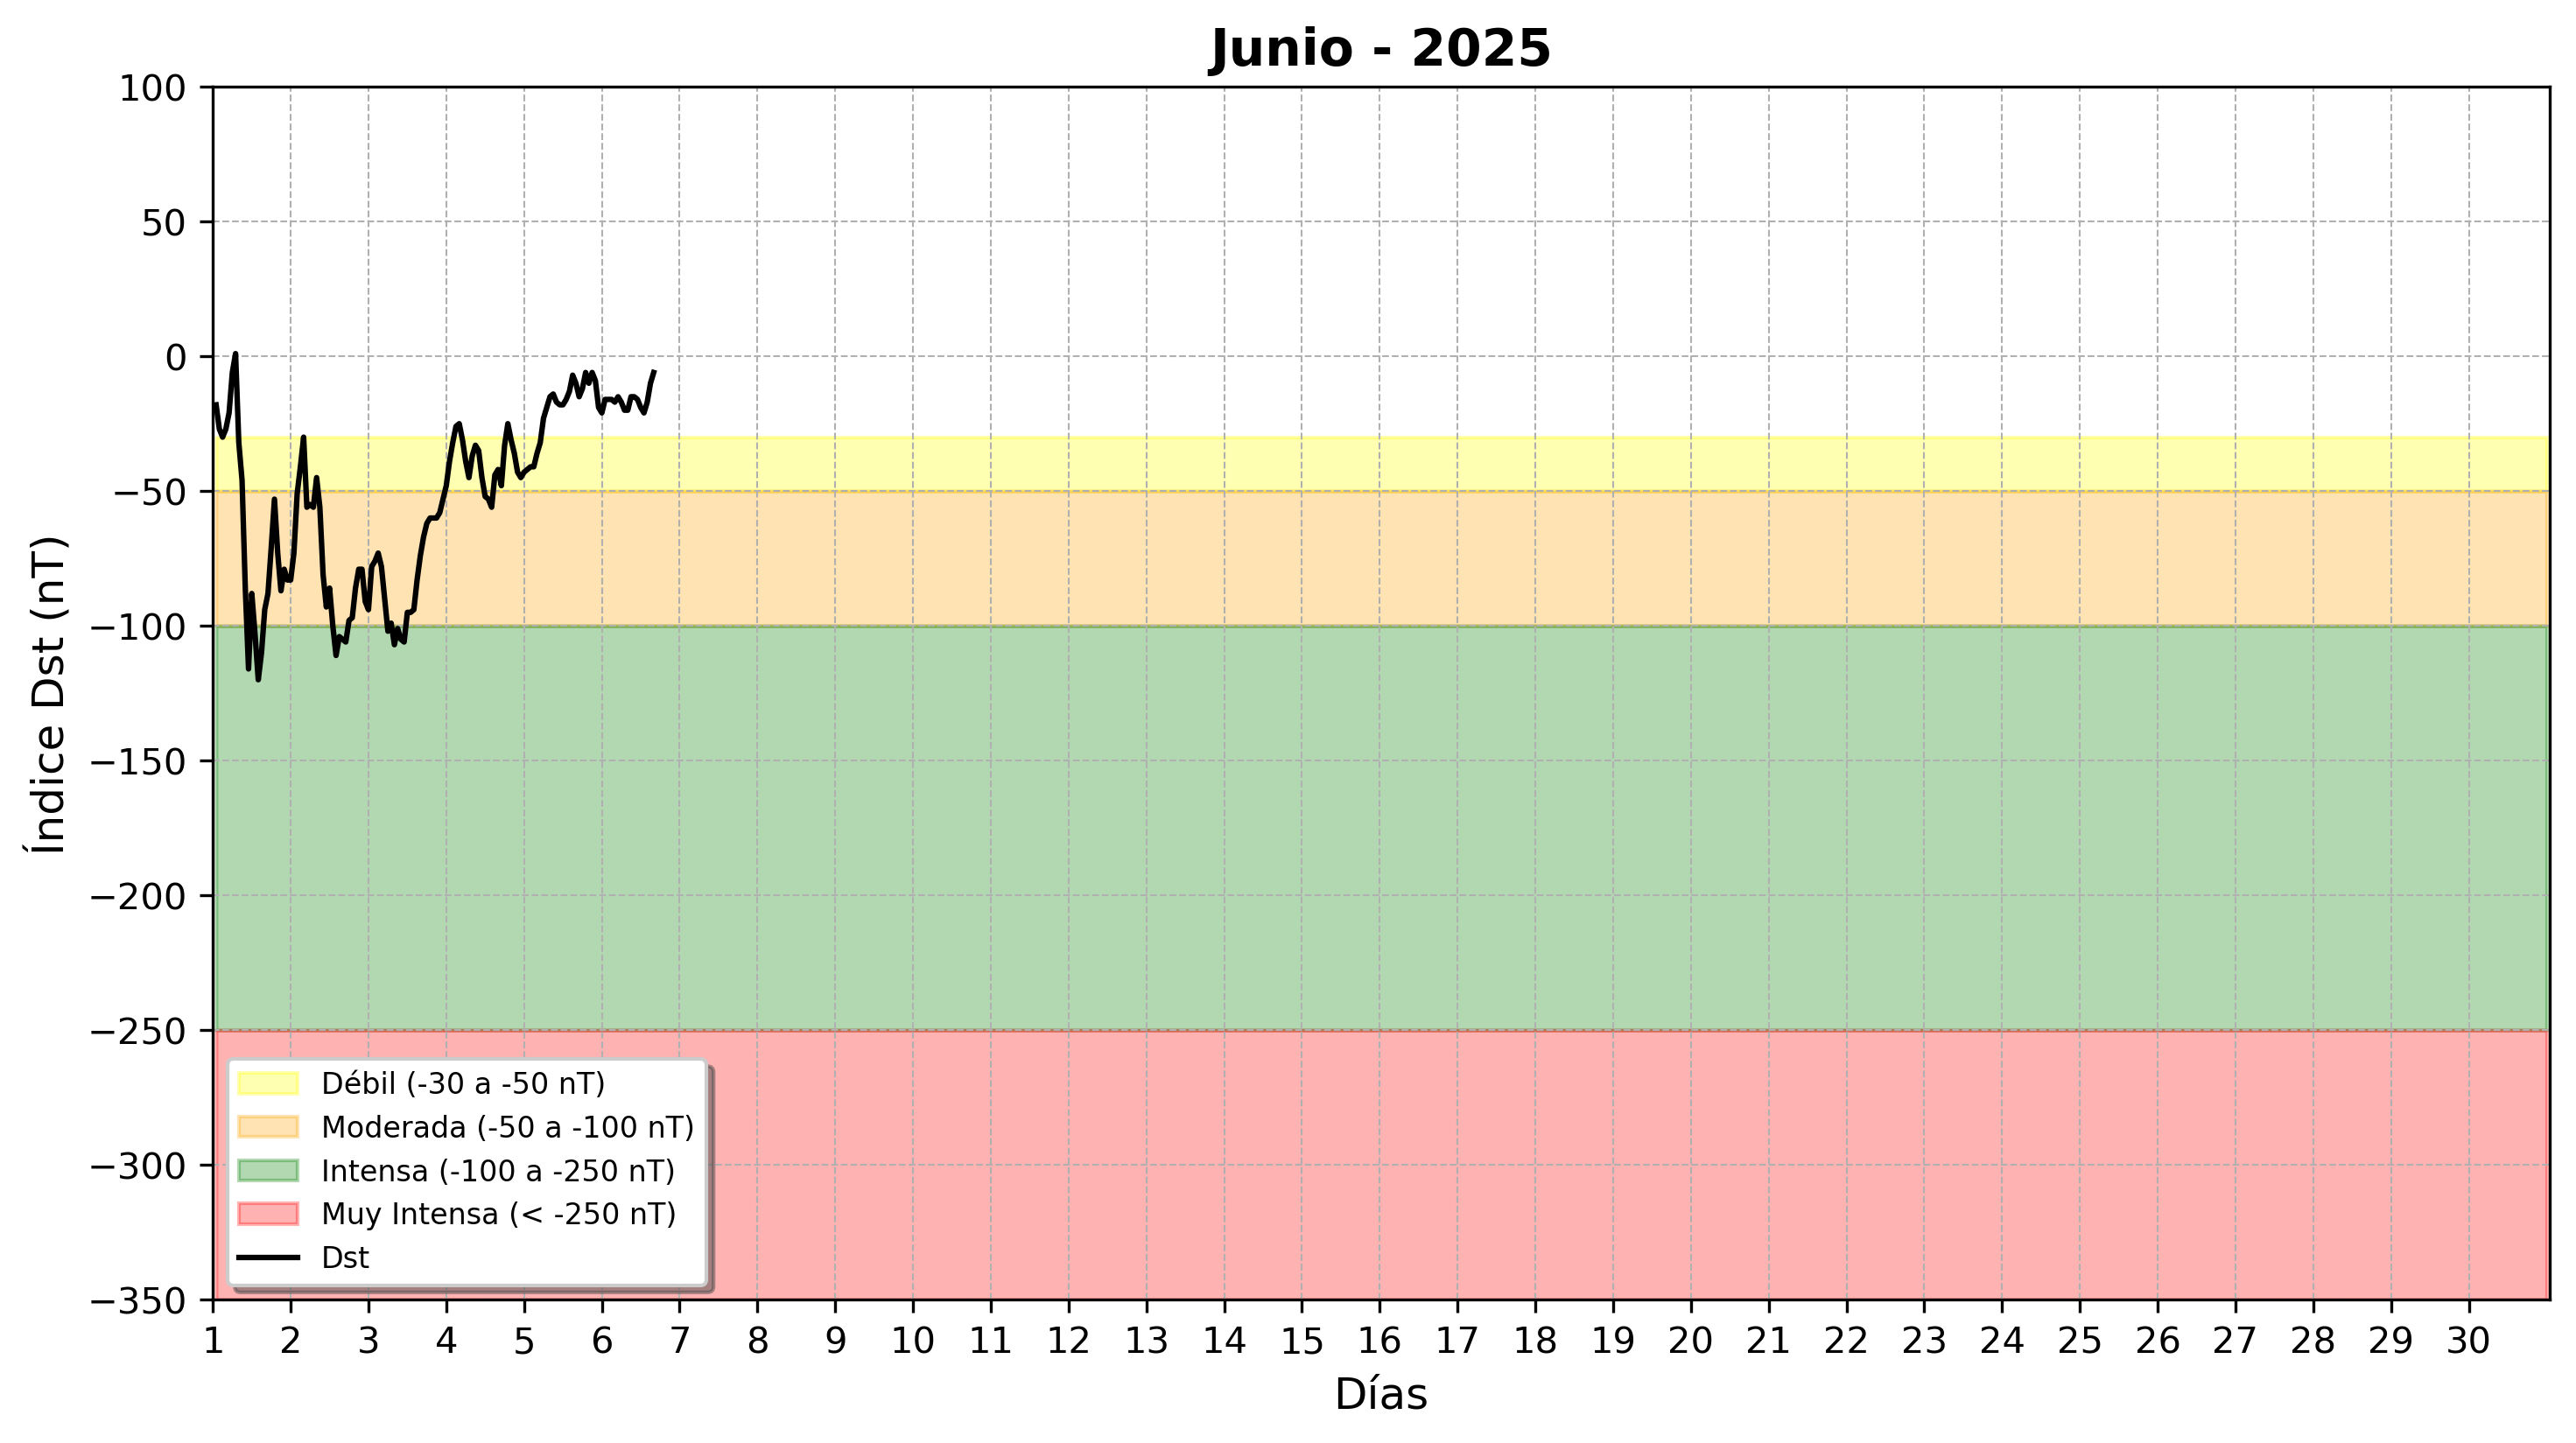 Junio - 2025
100
50
0
−50
−100
−150
−200
−250
−300
−350
Índice Dst (nT)
Débil (-30 a -50 nT)
Moderada (-50 a -100 nT)
Intensa (-100 a -250 nT)
Muy Intensa (< -250 nT)
Dst
1 2 3 4 5 6 7 8 9 10 11 12 13 14 15 16 17 18 19 20 21 22 23 24 25 26 27 28 29 30
Días